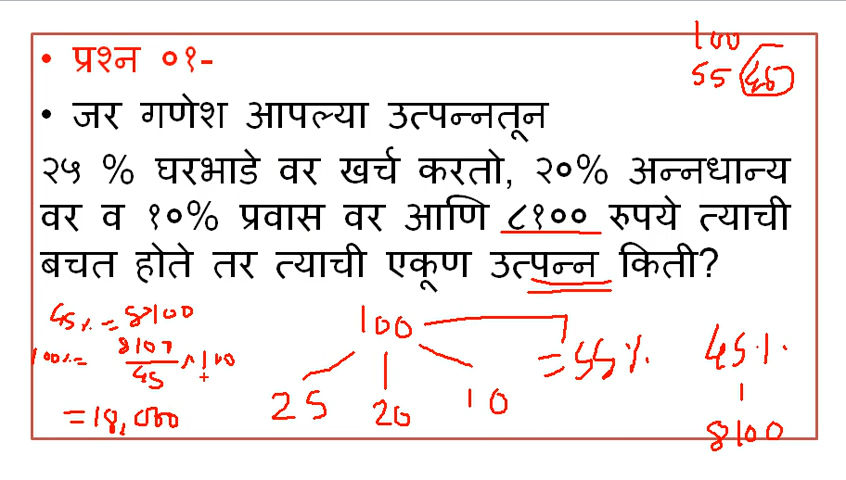 100
55 45
• प्रश्न ०१-
• जर गणेश आपल्या उत्पन्नतून
२५ % घरभाडे वर खर्च करतो, २०% अन्नधान्य
वर व १०% प्रवास वर आणि ८१०० रुपये त्याची
बचत होते तर त्याची एकूण उत्पन्न किती?
45% = 8100
100% = 8100/45 × 100
= 18,000
100
25 20 10
= 55%
45%
8100